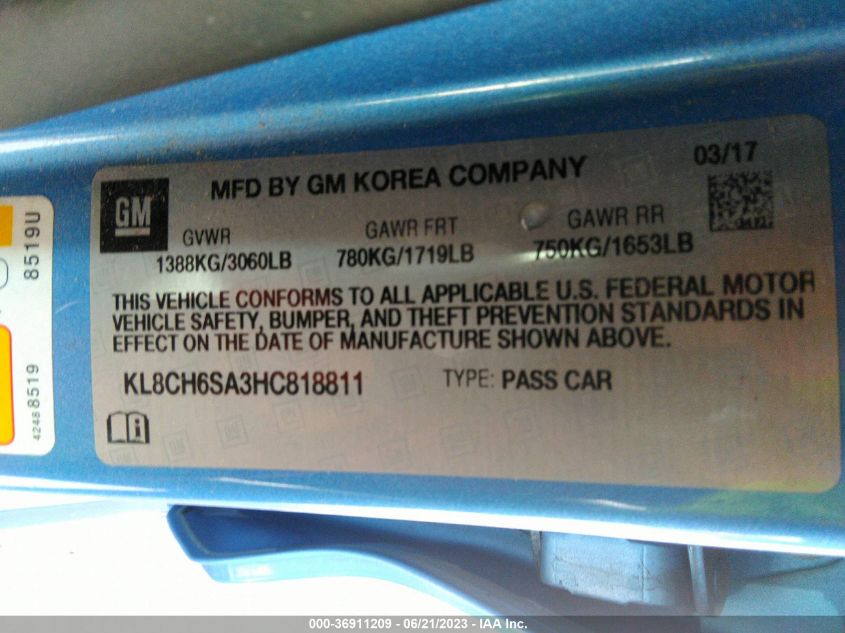 GM
MFD BY GM KOREA COMPANY
03/17
GVWR
GAWR FRT
GAWR RR
1388KG/3060LB
780KG/1719LB
750KG/1653LB
THIS VEHICLE CONFORMS TO ALL APPLICABLE U.S. FEDERAL MOTOR
VEHICLE SAFETY, BUMPER, AND THEFT PREVENTION STANDARDS IN
EFFECT ON THE DATE OF MANUFACTURE SHOWN ABOVE.
KL8CH6SA3HC818811
TYPE: PASS CAR
8519U
4248 8519
000-36911209 - 06/21/2023 - IAA Inc.